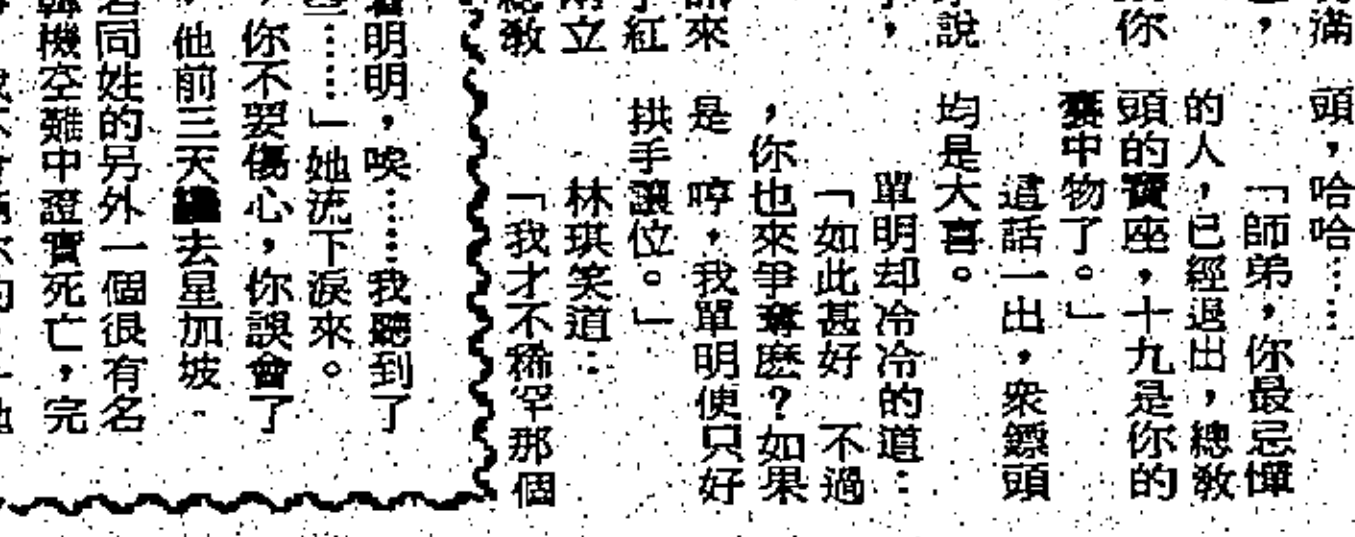 滿
，
你
說
，
來
紅
立
總教
頭，哈哈……
「師弟，你最忌憚
的人，已經退出，總教
頭的寶座，十九是你的
囊中物了。」
這話一出，衆鏢頭
均是大喜。
單明却冷冷的道：
「如此甚好　不過
，你也來爭奪麽？如果
是　哼，我單明便只好
拱手讓位。」
林琪笑道：
「我才不稀罕那個
明明，唉……我聽到了
……」她流下淚來。
，你不要傷心，你誤會了
，他前三天去星加坡
同姓的另外一個很有名
機空難中證實死亡，完